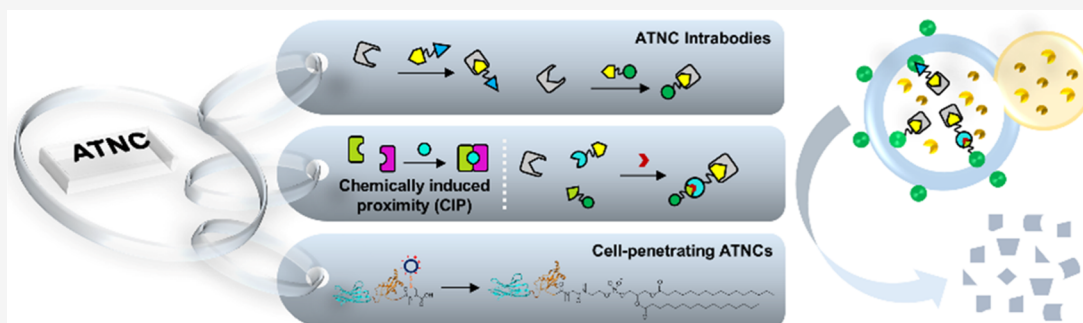 ATNC
ATNC Intrabodies
Chemically induced
proximity (CIP)
Cell-penetrating ATNCs